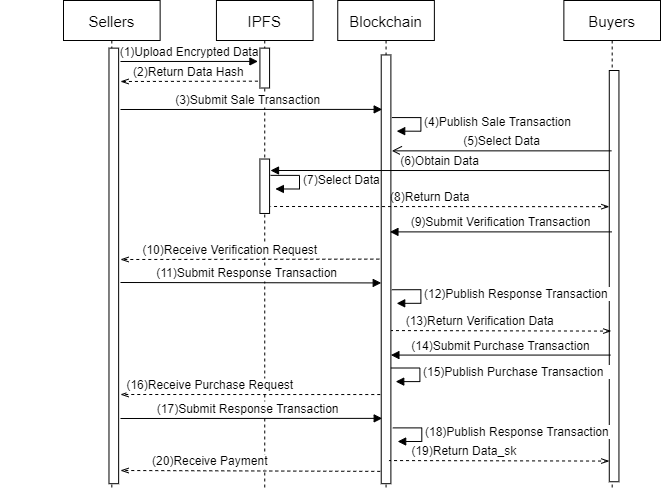 Sellers
IPFS
Blockchain
Buyers
(1)Upload Encrypted Data
(2)Return Data Hash
(3)Submit Sale Transaction
(4)Publish Sale Transaction
(5)Select Data
(6)Obtain Data
(7)Select Data
(8)Return Data
(9)Submit Verification Transaction
(10)Receive Verification Request
(11)Submit Response Transaction
(12)Publish Response Transaction
(13)Return Verification Data
(14)Submit Purchase Transaction
(15)Publish Purchase Transaction
(16)Receive Purchase Request
(17)Submit Response Transaction
(18)Publish Response Transaction
(19)Return Data_sk
(20)Receive Payment